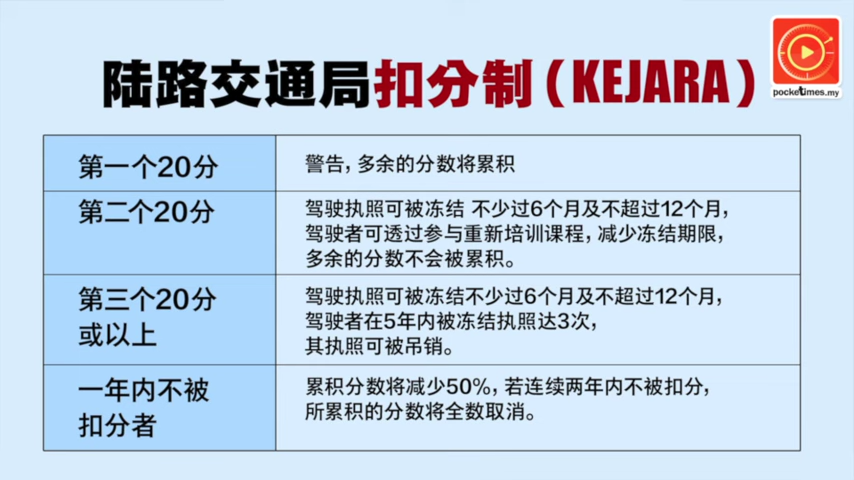 陆路交通局扣分制（KEJARA）
pocketimes.my
第一个20分
警告，多余的分数将累积
第二个20分
驾驶执照可被冻结 不少过6个月及不超过12个月，
驾驶者可透过参与重新培训课程，减少冻结期限，
多余的分数不会被累积。
第三个20分
或以上
驾驶执照可被冻结不少过6个月及不超过12个月，
驾驶者在5年内被冻结执照达3次，
其执照可被吊销。
一年内不被
扣分者
累积分数将减少50%，若连续两年内不被扣分，
所累积的分数将全数取消。